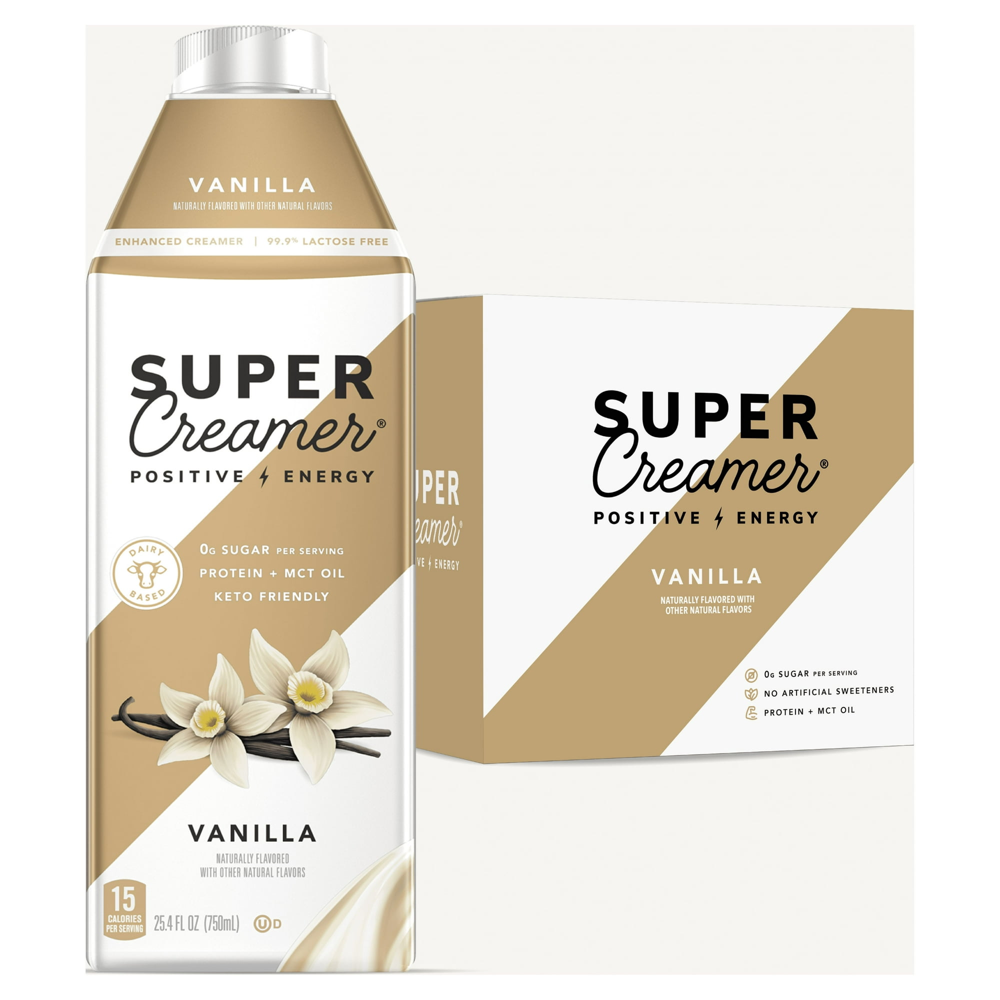 VANILLA
NATURALLY FLAVORED WITH OTHER NATURAL FLAVORS
ENHANCED CREAMER | 99.9% LACTOSE FREE
SUPER
Creamer®
POSITIVE ENERGY
DAIRY
BASED
0G SUGAR PER SERVING
PROTEIN + MCT OIL
KETO FRIENDLY
VANILLA
NATURALLY FLAVORED
WITH OTHER NATURAL FLAVORS
15
CALORIES
PER SERVING
25.4 FL OZ (750mL)
U D
UPER
eamer®
VE ENERGY
SUPER
Creamer®
POSITIVE ENERGY
VANILLA
NATURALLY FLAVORED WITH
OTHER NATURAL FLAVORS
0G SUGAR PER SERVING
NO ARTIFICIAL SWEETENERS
PROTEIN + MCT OIL